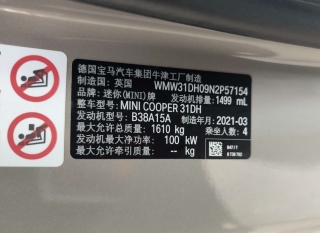 德国宝马汽车集团牛津工厂制造
制造国：英国 WMW31DH09N2P57154
品牌：迷你(MINI)牌 发动机排量：1499 mL
整车型号：MINI COOPER 31DH
发动机型号：B38A15A 制造年月：2021-03
最大允许总质量：1610 kg 乘坐人数：4
发动机最大净功率：100 kW
最大允许牵引质量：-- kg